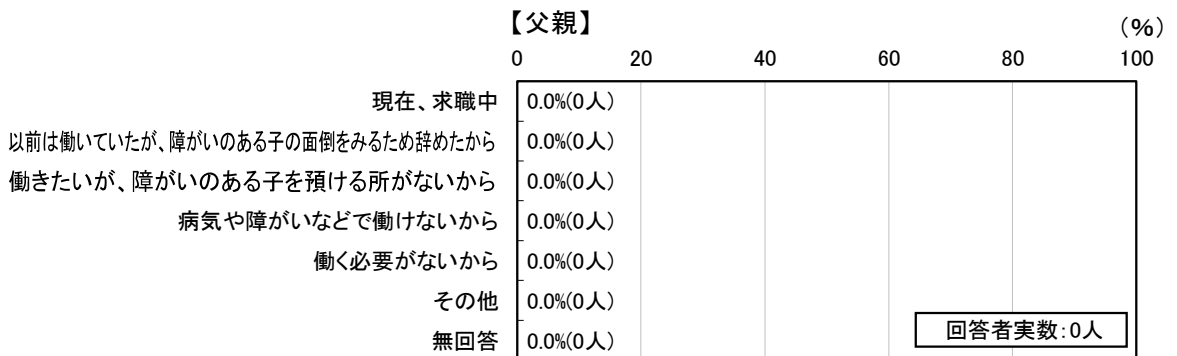 【父親】
(%)
0 20 40 60 80 100
現在、求職中 0.0%(0人)
以前は働いていたが、障がいのある子の面倒をみるため辞めたから 0.0%(0人)
働きたいが、障がいのある子を預ける所がないから 0.0%(0人)
病気や障がいなどで働けないから 0.0%(0人)
働く必要がないから 0.0%(0人)
その他 0.0%(0人)
無回答 0.0%(0人)
回答者実数:0人